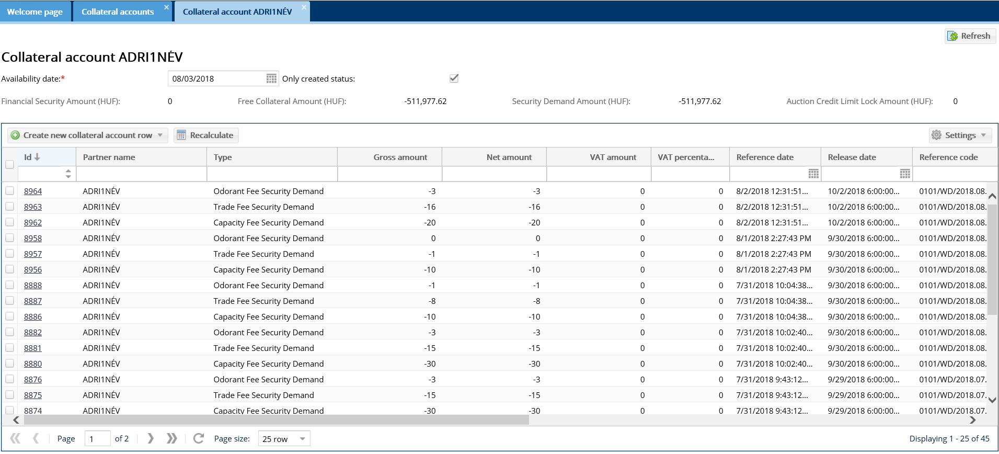 Welcome page Collateral accounts Collateral account ADRI1NÉV
Refresh
Collateral account ADRI1NÉV
Availability date:* 08/03/2018 Only created status:
Financial Security Amount (HUF): 0 Free Collateral Amount (HUF): -511,977.62 Security Demand Amount (HUF): -511,977.62 Auction Credit Limit Lock Amount (HUF): 0
Create new collateral account row Recalculate Settings
Id Partner name Type Gross amount Net amount VAT amount VAT percenta... Reference date Release date Reference code
8964 ADRI1NÉV Odorant Fee Security Demand -3 -3 0 0 8/2/2018 12:31:51... 10/2/2018 6:00:00... 0101/WD/2018.08.
8963 ADRI1NÉV Trade Fee Security Demand -16 -16 0 0 8/2/2018 12:31:51... 10/2/2018 6:00:00... 0101/WD/2018.08.
8962 ADRI1NÉV Capacity Fee Security Demand -20 -20 0 0 8/2/2018 12:31:51... 10/2/2018 6:00:00... 0101/WD/2018.08.
8958 ADRI1NÉV Odorant Fee Security Demand 0 0 0 0 8/1/2018 2:27:43 PM 9/30/2018 6:00:00... 0101/WD/2018.08.
8957 ADRI1NÉV Trade Fee Security Demand -1 -1 0 0 8/1/2018 2:27:43 PM 9/30/2018 6:00:00... 0101/WD/2018.08.
8956 ADRI1NÉV Capacity Fee Security Demand -10 -10 0 0 8/1/2018 2:27:43 PM 9/30/2018 6:00:00... 0101/WD/2018.08.
8888 ADRI1NÉV Odorant Fee Security Demand -1 -1 0 0 7/31/2018 10:04:38... 9/30/2018 6:00:00... 0101/WD/2018.08.
8887 ADRI1NÉV Trade Fee Security Demand -8 -8 0 0 7/31/2018 10:04:38... 9/30/2018 6:00:00... 0101/WD/2018.08.
8886 ADRI1NÉV Capacity Fee Security Demand -10 -10 0 0 7/31/2018 10:04:38... 9/30/2018 6:00:00... 0101/WD/2018.08.
8882 ADRI1NÉV Odorant Fee Security Demand -3 -3 0 0 7/31/2018 10:02:40... 9/30/2018 6:00:00... 0101/WD/2018.08.
8881 ADRI1NÉV Trade Fee Security Demand -15 -15 0 0 7/31/2018 10:02:40... 9/30/2018 6:00:00... 0101/WD/2018.08.
8880 ADRI1NÉV Capacity Fee Security Demand -30 -30 0 0 7/31/2018 10:02:40... 9/30/2018 6:00:00... 0101/WD/2018.08.
8876 ADRI1NÉV Odorant Fee Security Demand -3 -3 0 0 7/31/2018 9:43:12... 9/29/2018 6:00:00... 0101/WD/2018.07.
8875 ADRI1NÉV Trade Fee Security Demand -15 -15 0 0 7/31/2018 9:43:12... 9/29/2018 6:00:00... 0101/WD/2018.07.
8874 ADRI1NÉV Capacity Fee Security Demand -30 -30 0 0 7/31/2018 9:43:12... 9/29/2018 6:00:00... 0101/WD/2018.07.
Page 1 of 2 Page size: 25 row Displaying 1 - 25 of 45